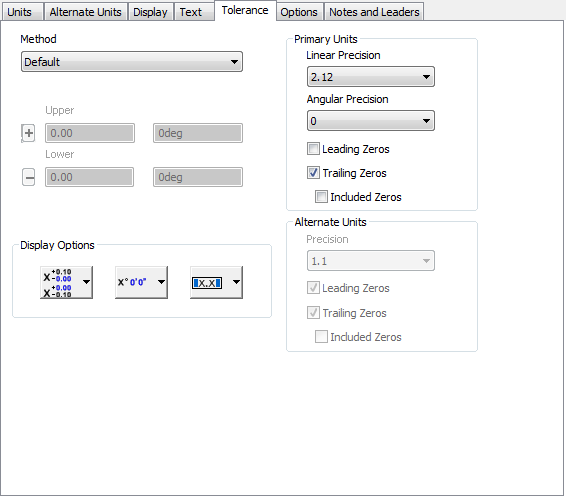 Units Alternate Units Display Text Tolerance Options Notes and Leaders
Method
Default
Upper
+ 0.00 0deg
Lower
- 0.00 0deg
Display Options
X +0.10 -0.00
X +0.00 -0.10
X° 0'0"
X.X
Primary Units
Linear Precision
2.12
Angular Precision
0
Leading Zeros
Trailing Zeros
Included Zeros
Alternate Units
Precision
1.1
Leading Zeros
Trailing Zeros
Included Zeros